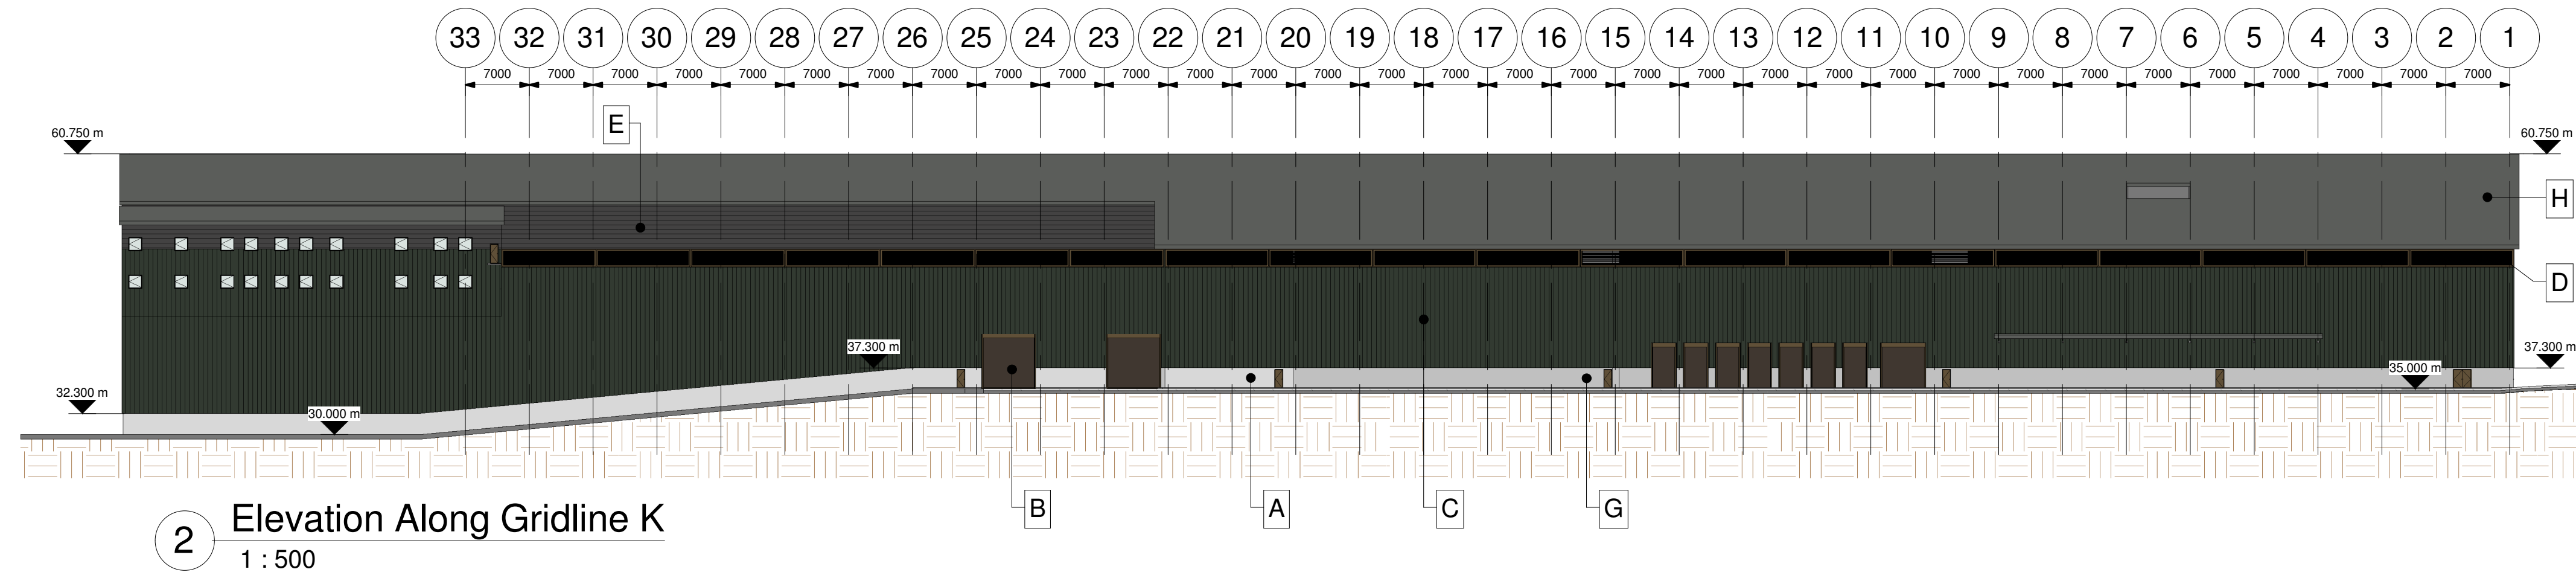 33 32 31 30 29 28 27 26 25 24 23 22 21 20 19 18 17 16 15 14 13 12 11 10 9 8 7 6 5 4 3 2 1
7000 7000 7000 7000 7000 7000 7000 7000 7000 7000 7000 7000 7000 7000 7000 7000 7000 7000 7000 7000 7000 7000 7000 7000 7000 7000 7000 7000 7000 7000 7000 7000
E
60.750 m 60.750 m
H
D
37.300 m 37.300 m
35.000 m
32.300 m
30.000 m
B A C G
2 Elevation Along Gridline K
1 : 500